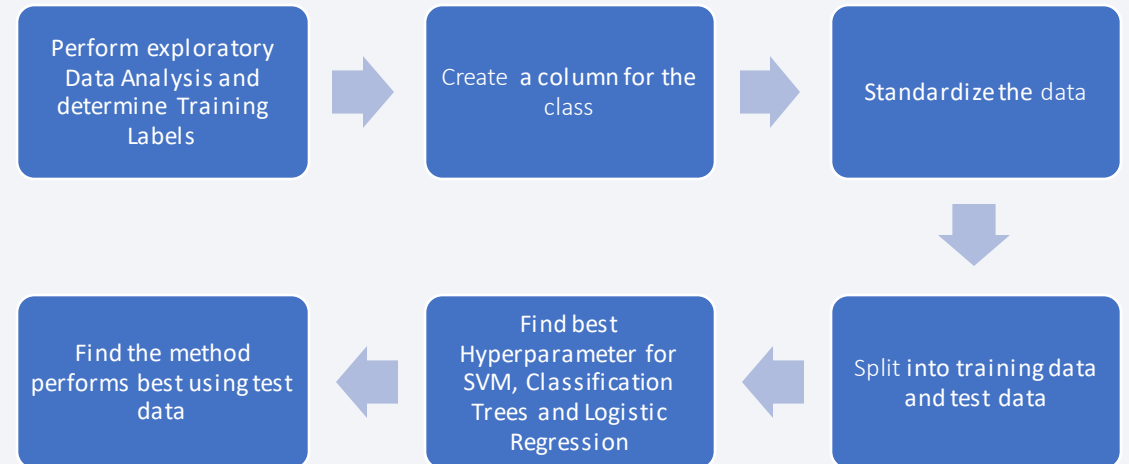 Perform exploratory
Data Analysis and
determine Training
Labels
Create a column for the
class
Standardize the data
Split into training data
and test data
Find best
Hyperparameter for
SVM, Classification
Trees and Logistic
Regression
Find the method
performs best using test
data